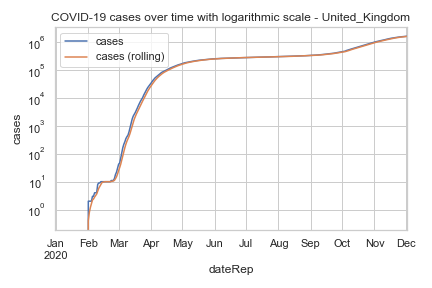 COVID-19 cases over time with logarithmic scale - United_Kingdom
cases
cases (rolling)
10^6
10^5
10^4
10^3
10^2
10^1
10^0
cases
Jan Feb Mar Apr May Jun Jul Aug Sep Oct Nov Dec
2020
dateRep